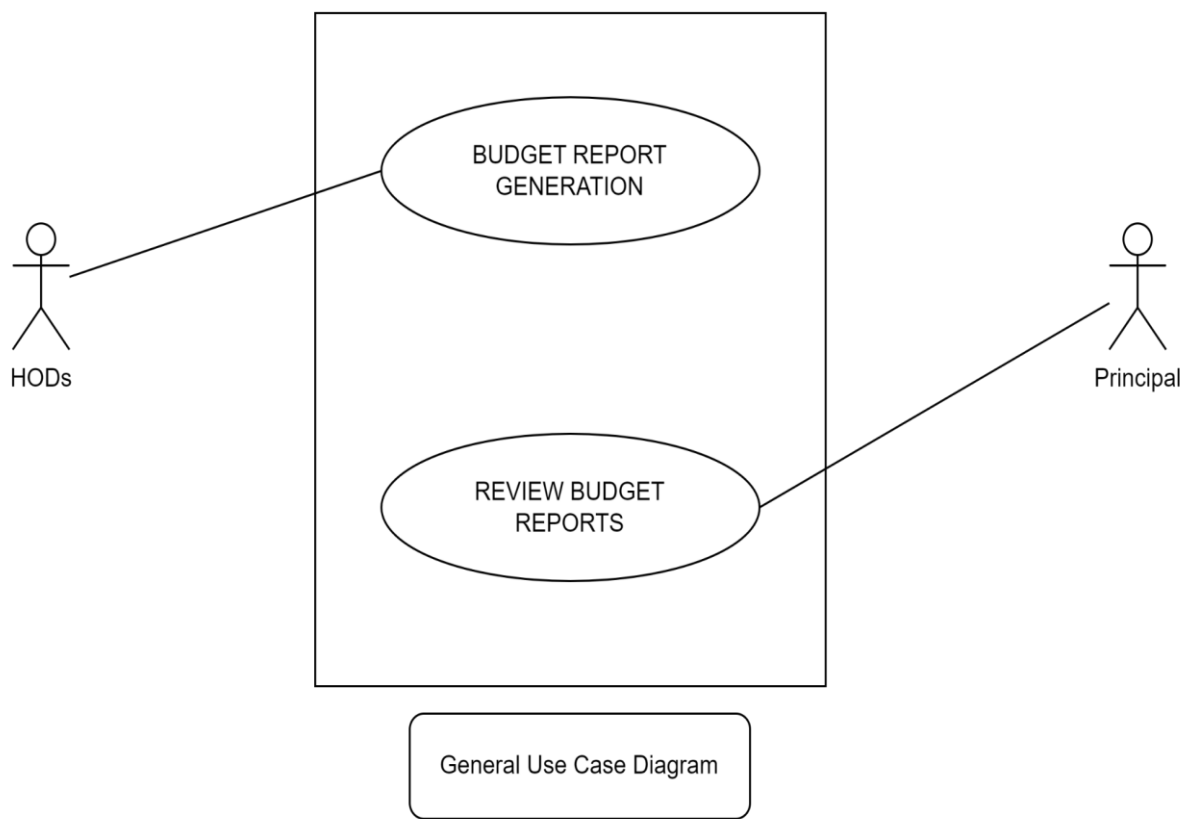 BUDGET REPORT
GENERATION
HODs
Principal
REVIEW BUDGET
REPORTS
General Use Case Diagram